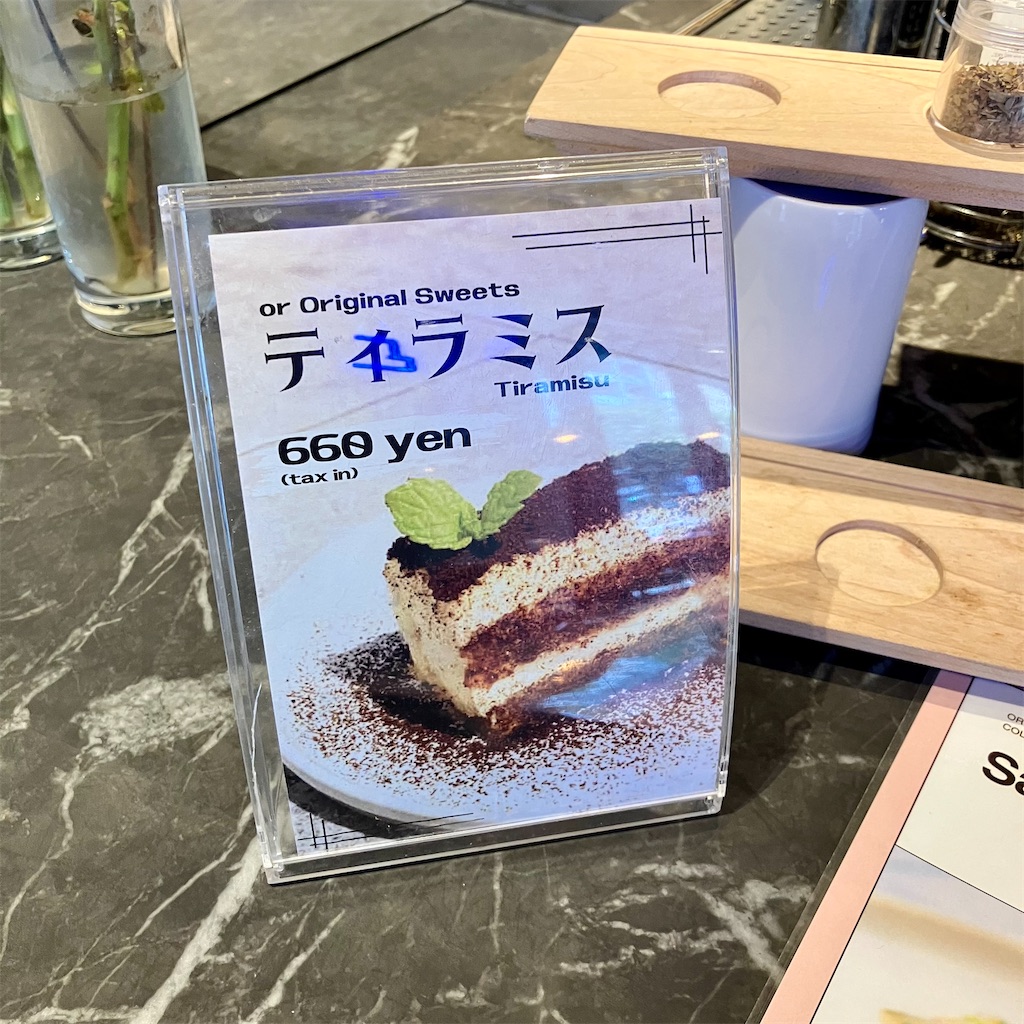 or Original Sweets
ティラミス
Tiramisu
660 yen
(tax in)